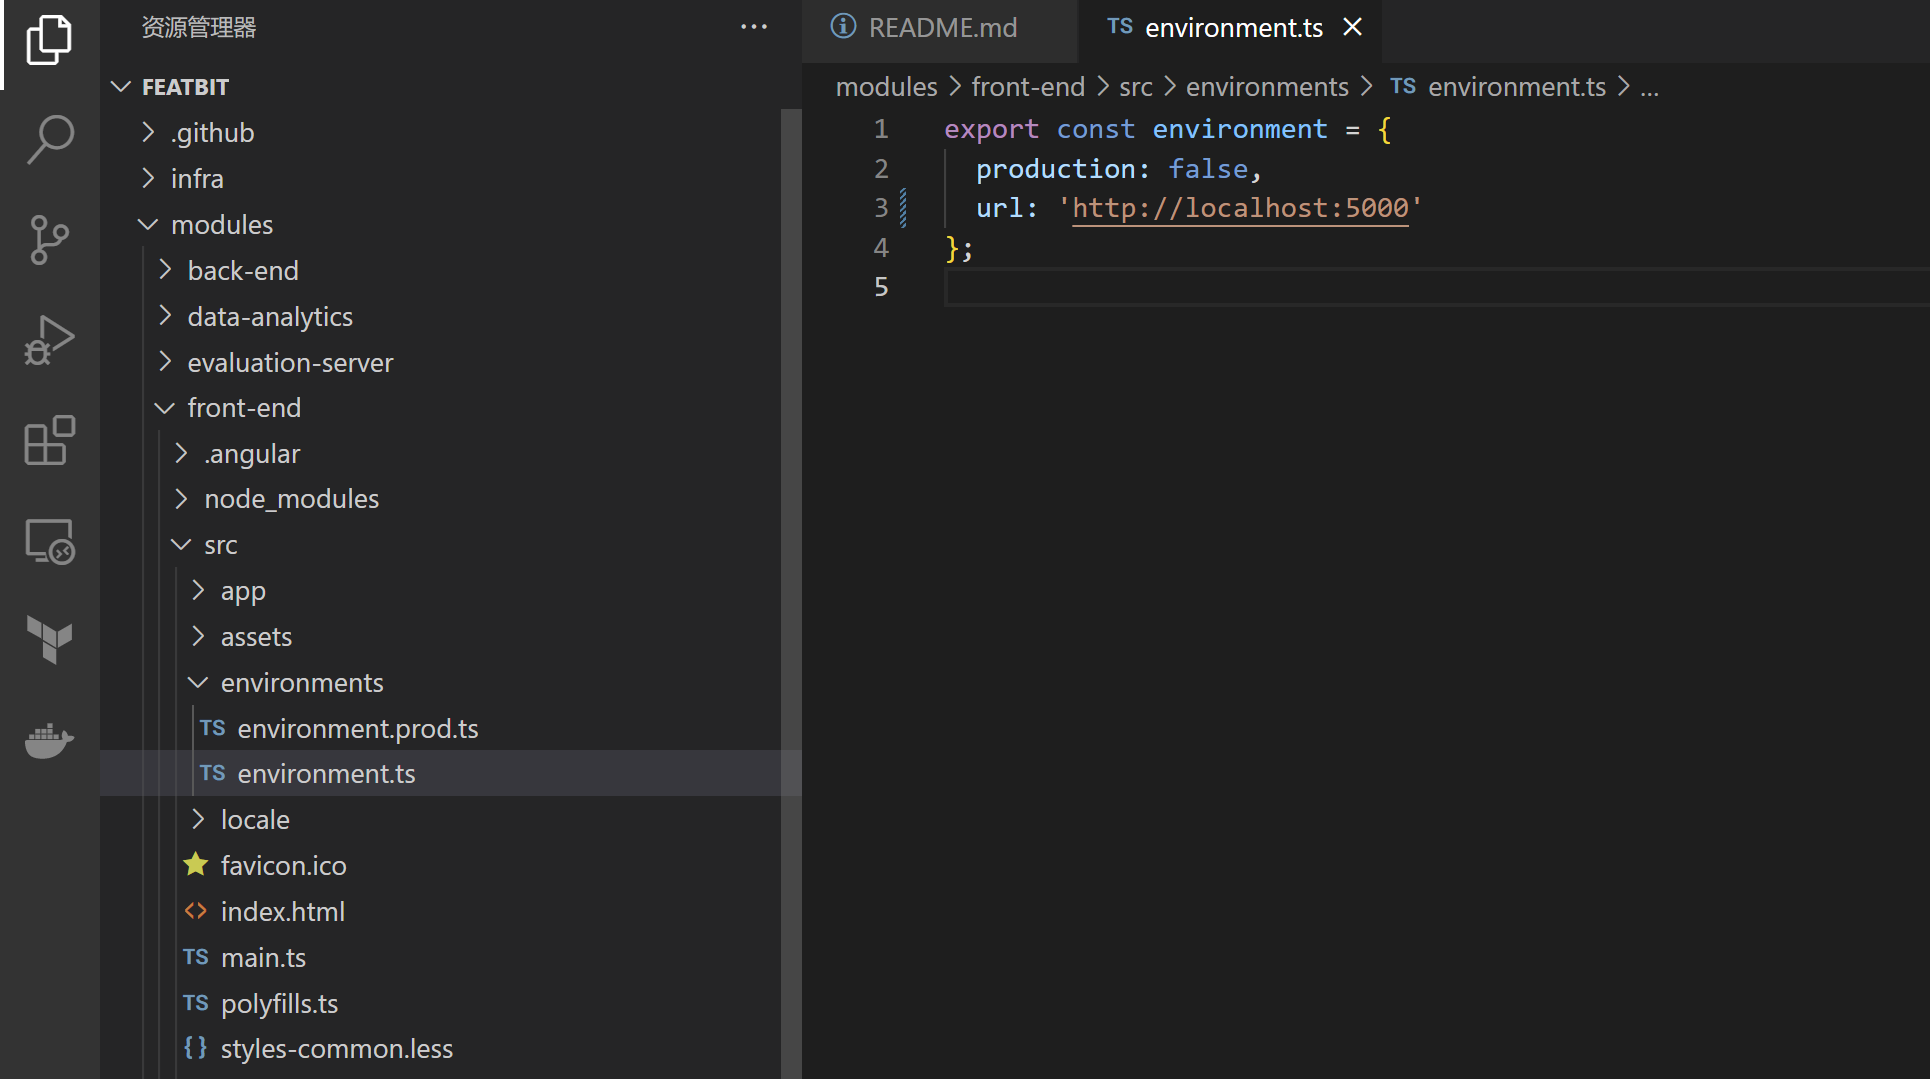 资源管理器
FEATBIT
.github
infra
modules
back-end
data-analytics
evaluation-server
front-end
.angular
node_modules
src
app
assets
environments
TS environment.prod.ts
TS environment.ts
locale
favicon.ico
index.html
TS main.ts
TS polyfills.ts
{} styles-common.less
README.md
TS environment.ts
modules > front-end > src > environments > TS environment.ts > ...
1 export const environment = {
2 production: false,
3 url: 'http://localhost:5000'
4 };
5